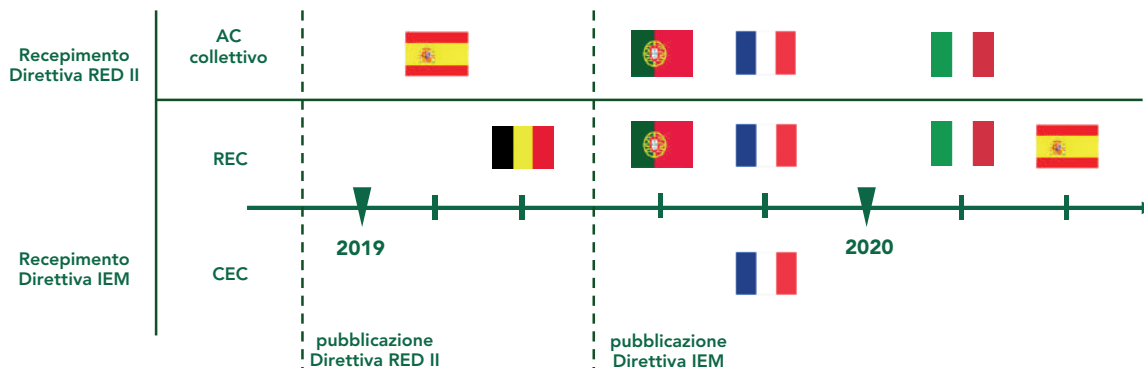 Recepimento
Direttiva RED II
AC
collettivo
REC
2019
2020
Recepimento
Direttiva IEM
CEC
pubblicazione
Direttiva RED II
pubblicazione
Direttiva IEM